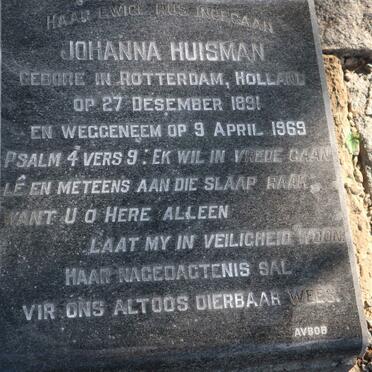 HAAR EWIGE RUS INGEGAAN
JOHANNA HUISMAN
GEBORE IN ROTTERDAM, HOLLAND
OP 27 DESEMBER 1891
EN WEGGENEEM OP 9 APRIL 1969
PSALM 4 VERS 9: EK WIL IN VREDE GAAN
LÊ EN METEENS AAN DIE SLAAP RAAK,
WANT U O HERE ALLEEN
LAAT MY IN VEILIGHEID WOON
HAAR NAGEDAGTENIS SAL
VIR ONS ALTOOS DIERBAAR WEES.
AVBOB